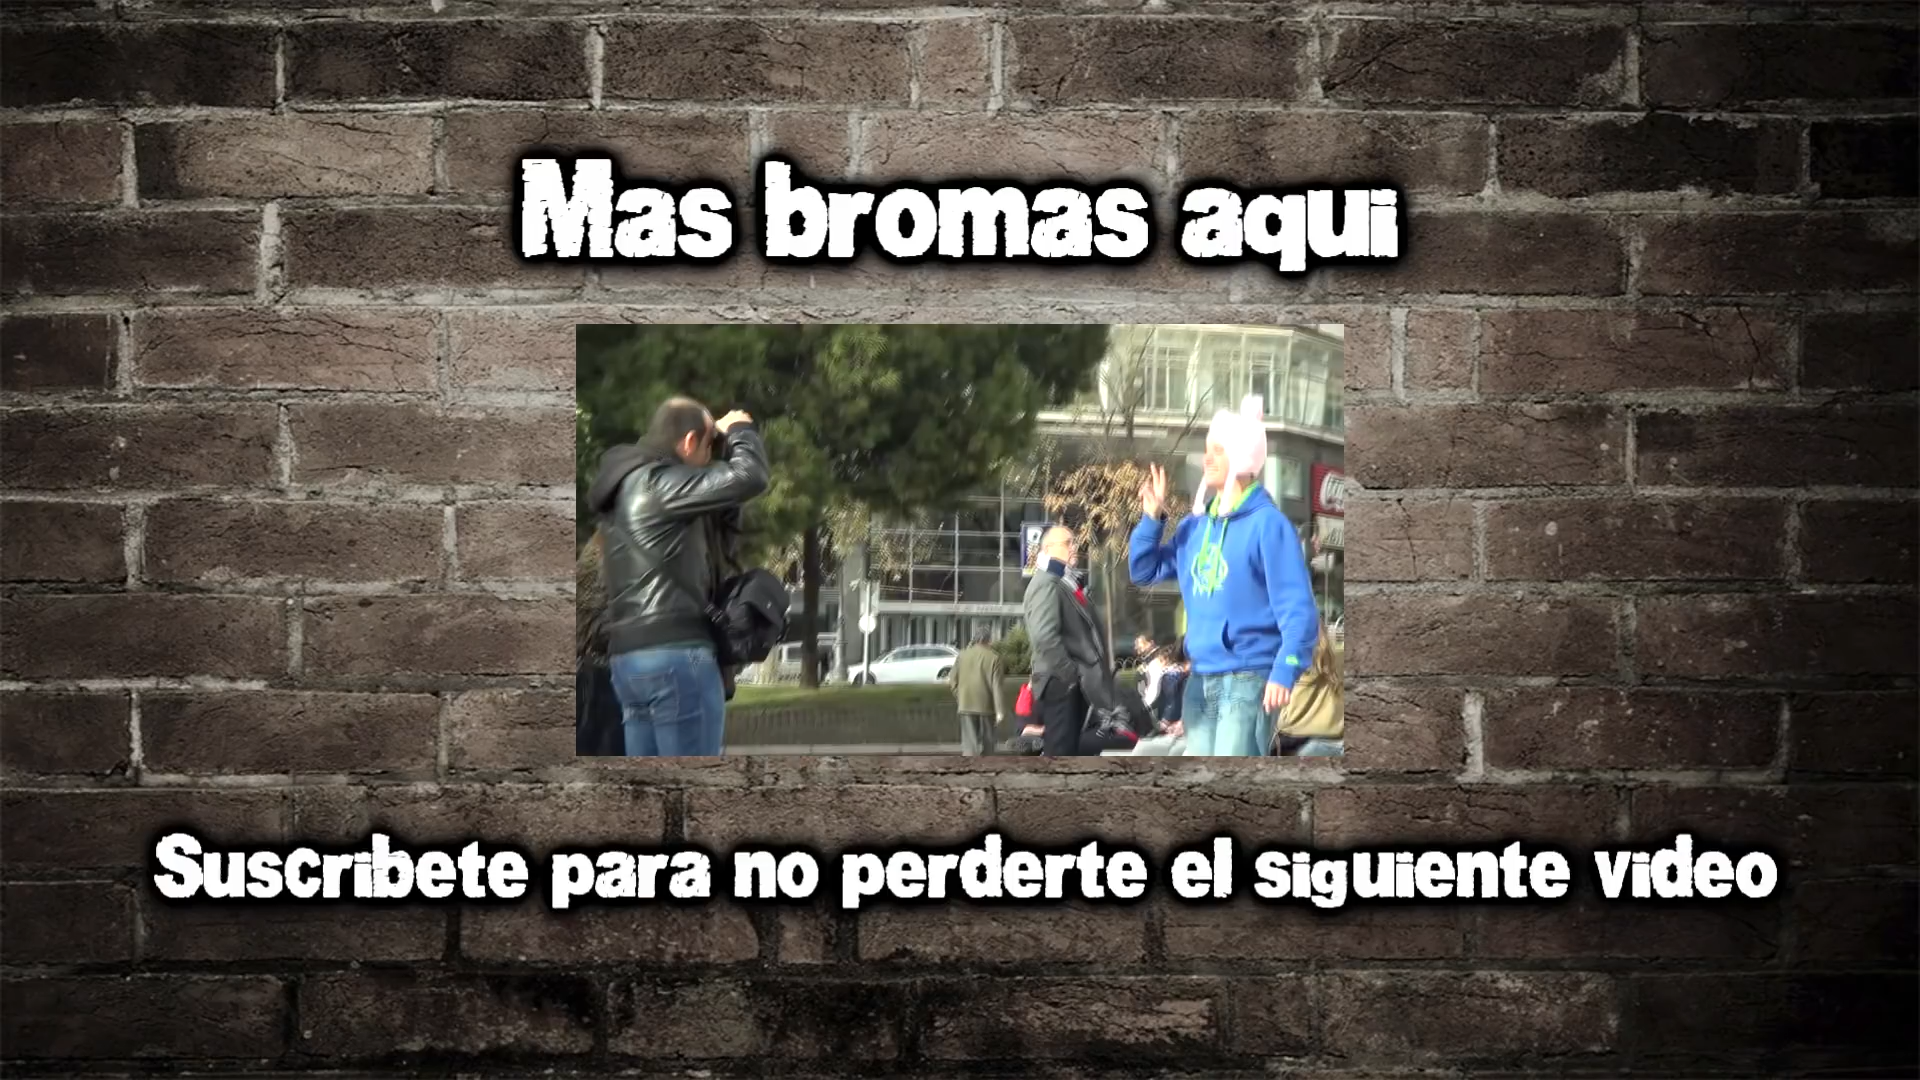 Mas bromas aqui
Suscribete para no perderte el siguiente video